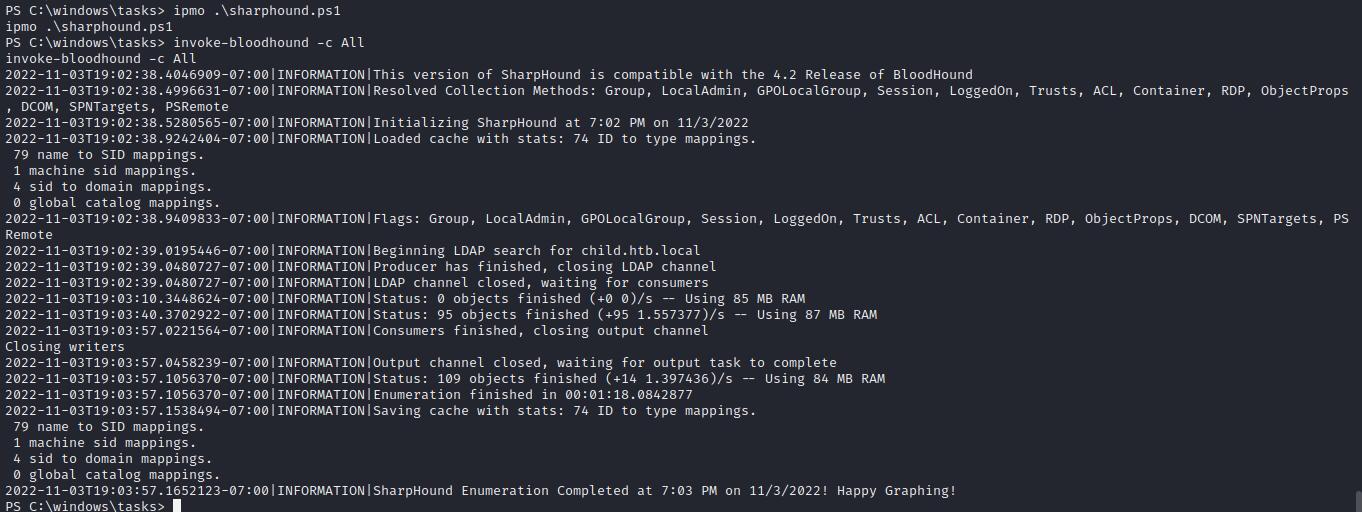 PS C:\windows\tasks> ipmo .\sharphound.ps1
ipmo .\sharphound.ps1
PS C:\windows\tasks> invoke-bloodhound -c All
invoke-bloodhound -c All
2022-11-03T19:02:38.4046909-07:00|INFORMATION|This version of SharpHound is compatible with the 4.2 Release of BloodHound
2022-11-03T19:02:38.4996631-07:00|INFORMATION|Resolved Collection Methods: Group, LocalAdmin, GPOLocalGroup, Session, LoggedOn, Trusts, ACL, Container, RDP, ObjectProps
, DCOM, SPNTargets, PSRemote
2022-11-03T19:02:38.5280565-07:00|INFORMATION|Initializing SharpHound at 7:02 PM on 11/3/2022
2022-11-03T19:02:38.9242404-07:00|INFORMATION|Loaded cache with stats: 74 ID to type mappings.
 79 name to SID mappings.
 1 machine sid mappings.
 4 sid to domain mappings.
 0 global catalog mappings.
2022-11-03T19:02:38.9409833-07:00|INFORMATION|Flags: Group, LocalAdmin, GPOLocalGroup, Session, LoggedOn, Trusts, ACL, Container, RDP, ObjectProps, DCOM, SPNTargets, PS
Remote
2022-11-03T19:02:39.0195446-07:00|INFORMATION|Beginning LDAP search for child.htb.local
2022-11-03T19:02:39.0480727-07:00|INFORMATION|Producer has finished, closing LDAP channel
2022-11-03T19:02:39.0480727-07:00|INFORMATION|LDAP channel closed, waiting for consumers
2022-11-03T19:03:10.3448624-07:00|INFORMATION|Status: 0 objects finished (+0 0)/s -- Using 85 MB RAM
2022-11-03T19:03:40.3702922-07:00|INFORMATION|Status: 95 objects finished (+95 1.557377)/s -- Using 87 MB RAM
2022-11-03T19:03:57.0221564-07:00|INFORMATION|Consumers finished, closing output channel
Closing writers
2022-11-03T19:03:57.0458239-07:00|INFORMATION|Output channel closed, waiting for output task to complete
2022-11-03T19:03:57.1056370-07:00|INFORMATION|Status: 109 objects finished (+14 1.397436)/s -- Using 84 MB RAM
2022-11-03T19:03:57.1056370-07:00|INFORMATION|Enumeration finished in 00:01:18.0842877
2022-11-03T19:03:57.1538494-07:00|INFORMATION|Saving cache with stats: 74 ID to type mappings.
 79 name to SID mappings.
 1 machine sid mappings.
 4 sid to domain mappings.
 0 global catalog mappings.
2022-11-03T19:03:57.1652123-07:00|INFORMATION|SharpHound Enumeration Completed at 7:03 PM on 11/3/2022! Happy Graphing!
PS C:\windows\tasks>